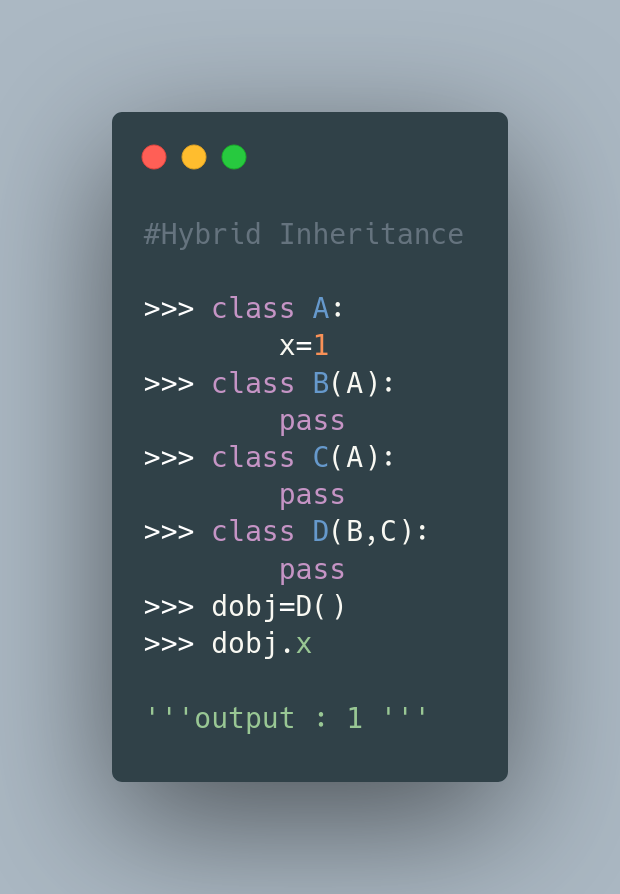 #Hybrid Inheritance
>>> class A:
        x=1
>>> class B(A):
        pass
>>> class C(A):
        pass
>>> class D(B,C):
        pass
>>> dobj=D()
>>> dobj.x
'''output : 1 '''